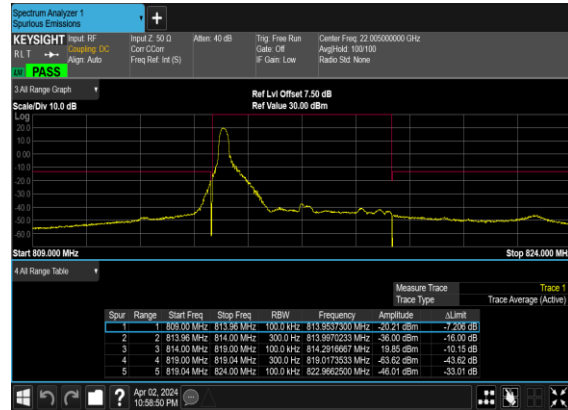 Spectrum Analyzer 1
Spurious Emissions
KEYSIGHT Input: RF Input Z: 50 Ω Atten: 40 dB Trig: Free Run Center Freq: 22.005000000 GHz
RLT Coupling: DC Corr CCorr Gate: Off Avg|Hold: 100/100
Align: Auto Freq Ref: Int (S) IF Gain: Low Radio Std: None
PASS
3 All Range Graph
Ref Lvl Offset 7.50 dB
Scale/Div 10.0 dB Ref Value 30.00 dBm
Log
20.0
10.0
0.00
-10.0
-20.0
-30.0
-40.0
-50.0
-60.0
Start 809.000 MHz Stop 824.000 MH
4 All Range Table
Measure Trace Trace 1
Trace Type Trace Average (Active)
Spur Range Start Freq Stop Freq RBW Frequency Amplitude ΔLimit
1 1 809.00 MHz 813.96 MHz 100.0 kHz 813.9537300 MHz -20.21 dBm -7.206 dB
2 2 813.96 MHz 814.00 MHz 300.0 Hz 813.9970233 MHz -36.00 dBm -16.00 dB
3 3 814.00 MHz 819.00 MHz 100.0 kHz 814.2916667 MHz 19.85 dBm -10.15 dB
4 4 819.00 MHz 819.04 MHz 300.0 Hz 819.0173533 MHz -63.62 dBm -43.62 dB
5 5 819.04 MHz 824.00 MHz 100.0 kHz 822.9662500 MHz -46.01 dBm -33.01 dB
Apr 02, 2024
10:58:50 PM